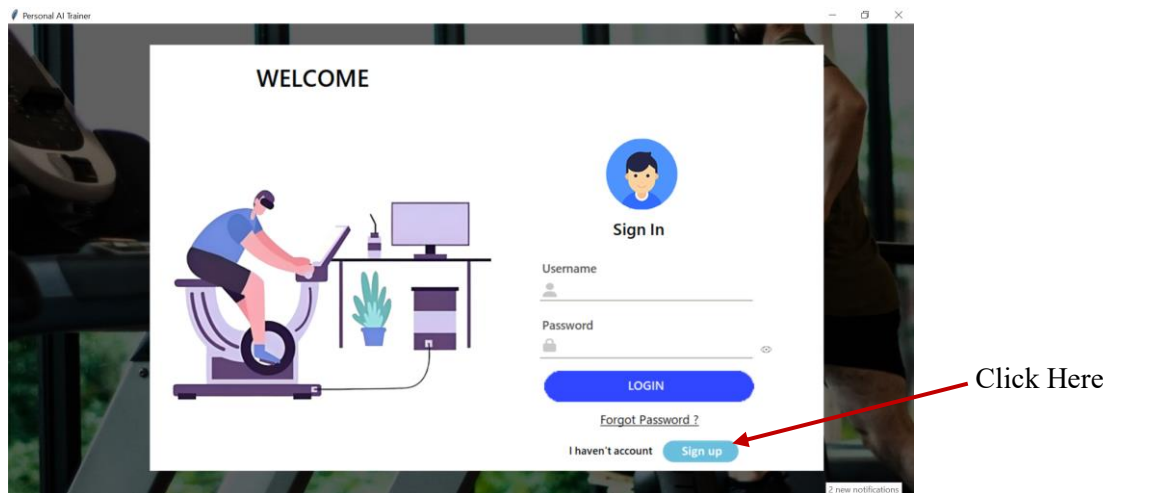 Personal AI Trainer
WELCOME
Sign In
Username
Password
LOGIN
Forgot Password ?
I haven't account Sign up
Click Here
2 new notifications